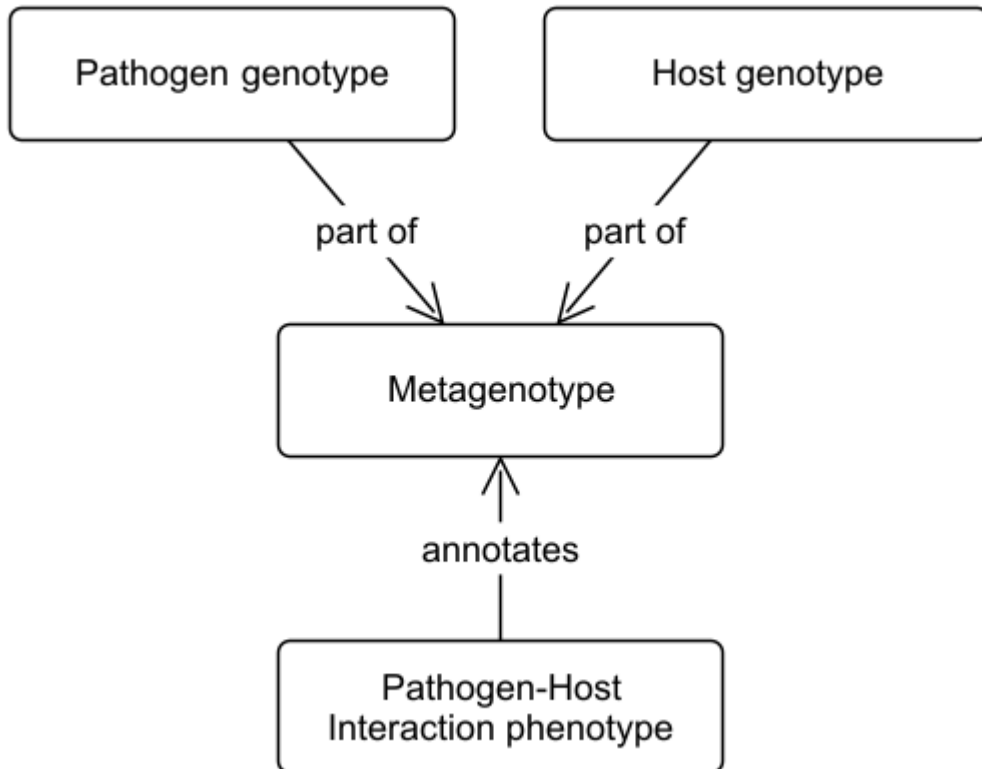 Pathogen genotype
Host genotype
part of
part of
Metagenotype
annotates
Pathogen-Host
Interaction phenotype